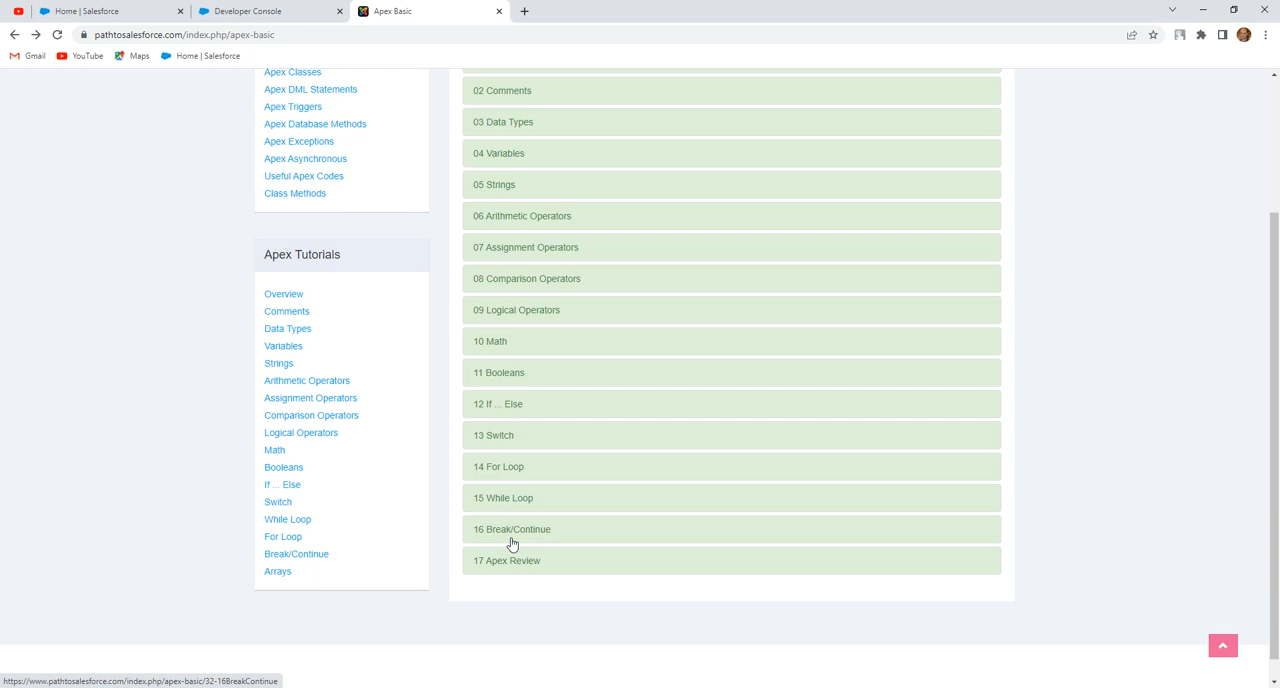 Home | Salesforce
Developer Console
Apex Basic
pathtosalesforce.com/index.php/apex-basic
Gmail
YouTube
Maps
Home | Salesforce
Apex Classes
Apex DML Statements
Apex Triggers
Apex Database Methods
Apex Exceptions
Apex Asynchronous
Useful Apex Codes
Class Methods
Apex Tutorials
Overview
Comments
Data Types
Variables
Strings
Arithmetic Operators
Assignment Operators
Comparison Operators
Logical Operators
Math
Booleans
If ... Else
Switch
While Loop
For Loop
Break/Continue
Arrays
02 Comments
03 Data Types
04 Variables
05 Strings
06 Arithmetic Operators
07 Assignment Operators
08 Comparison Operators
09 Logical Operators
10 Math
11 Booleans
12 If ... Else
13 Switch
14 For Loop
15 While Loop
16 Break/Continue
17 Apex Review
https://www.pathtosalesforce.com/index.php/apex-basic/32-16BreakContinue